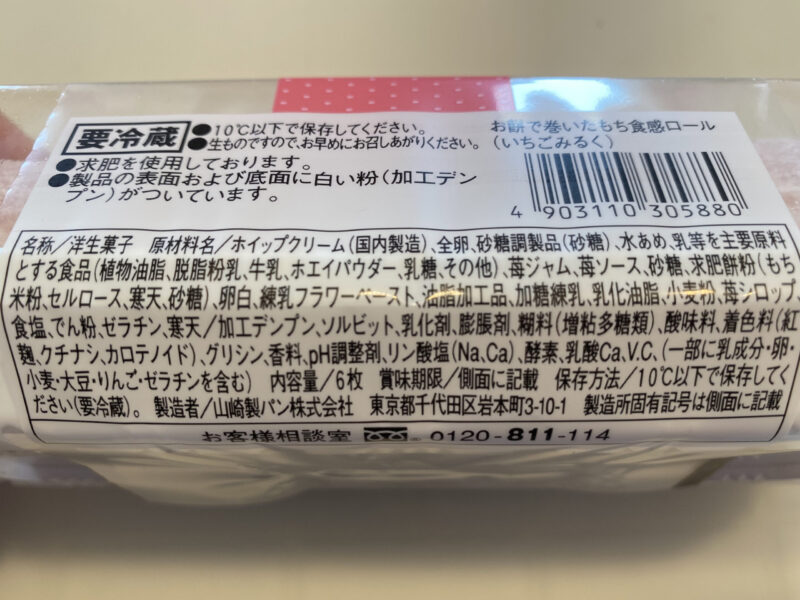 要冷蔵
●10℃以下で保存してください。
●生ものですので、お早めにお召しあがりください。
●求肥を使用しております。
●製品の表面および底面に白い粉(加工デン
プン)がついています。
お餅で巻いたもち食感ロール
(いちごみるく)
4 903110 305880
名称/洋生菓子 原材料名/ホイップクリーム(国内製造)、全卵、砂糖調製品(砂糖)、水あめ、乳等を主要原料
とする食品(植物油脂、脱脂粉乳、牛乳、ホエイパウダー、乳糖、その他)、苺ジャム、苺ソース、砂糖、求肥餅粉(もち
米粉、セルロース、寒天、砂糖)、卵白、練乳フラワーペースト、油脂加工品、加糖練乳、乳化油脂、小麦粉、苺シロップ、
食塩、でん粉、ゼラチン、寒天/加工デンプン、ソルビット、乳化剤、膨脹剤、糊料(増粘多糖類)、酸味料、着色料(紅
麹、クチナシ、カロテノイド)、グリシン、香料、pH調整剤、リン酸塩(Na、Ca)、酵素、乳酸Ca、V.C、(一部に乳成分・卵・
小麦・大豆・りんご・ゼラチンを含む) 内容量/6枚 賞味期限/側面に記載 保存方法/10℃以下で保存してく
ださい(要冷蔵)。 製造者/山崎製パン株式会社 東京都千代田区岩本町3-10-1 製造所固有記号は側面に記載
お客様相談室 0120-811-114